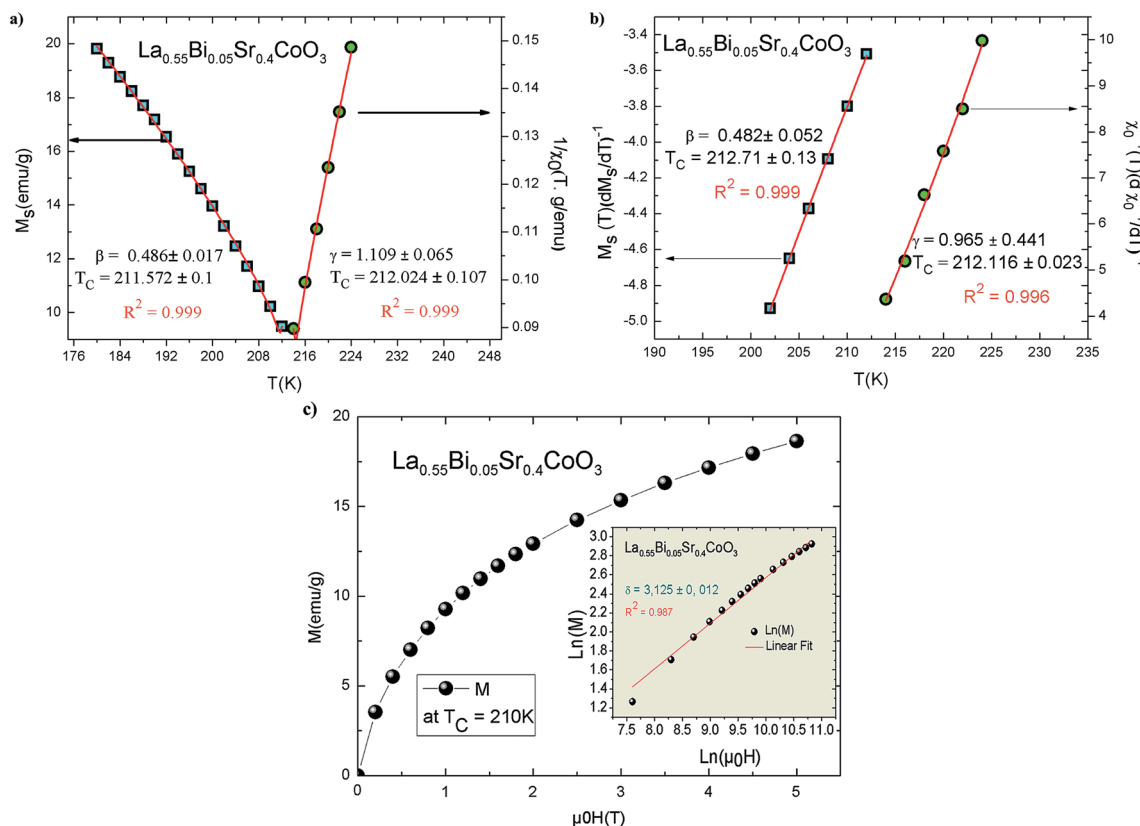 a)
La0.55Bi0.05Sr0.4CoO3
MS(emu/g)
20
18
16
14
12
10
β = 0.486± 0.017
TC = 211.572± 0.1
R2 = 0.999
γ = 1.109± 0.065
TC = 212.024± 0.107
R2 = 0.999
0.15
0.14
0.13
0.12
0.11
0.10
0.09
1/χ0(T. g/emu)
176 184 192 200 208 216 224 232 240 248
T(K)
b)
La0.55Bi0.05Sr0.4CoO3
MS (T)(dMS/dT)-1
-3.4
-3.6
-3.8
-4.0
-4.2
-4.4
-4.6
-4.8
-5.0
β = 0.482± 0.052
TC = 212.71± 0.13
R2 = 0.999
γ = 0.965 ± 0.441
TC = 212.116 ± 0.023
R2 = 0.996
10
9
8
7
6
5
4
190 195 200 205 210 215 220 225 230 235
T(K)
c)
La0.55Bi0.05Sr0.4CoO3
M(emu/g)
20
15
10
5
0
M
at TC = 210K
0 1 2 3 4 5
μ0H(T)
La0.55Bi0.05Sr0.4CoO3
δ = 3,125 ± 0, 012
R2 = 0.987
Ln(M)
Linear Fit
Ln(M)
3.0
2.8
2.6
2.4
2.2
2.0
1.8
1.6
1.4
1.2
7.5 8.0 8.5 9.0 9.5 10.0 10.5 11.0
Ln(μ0H)